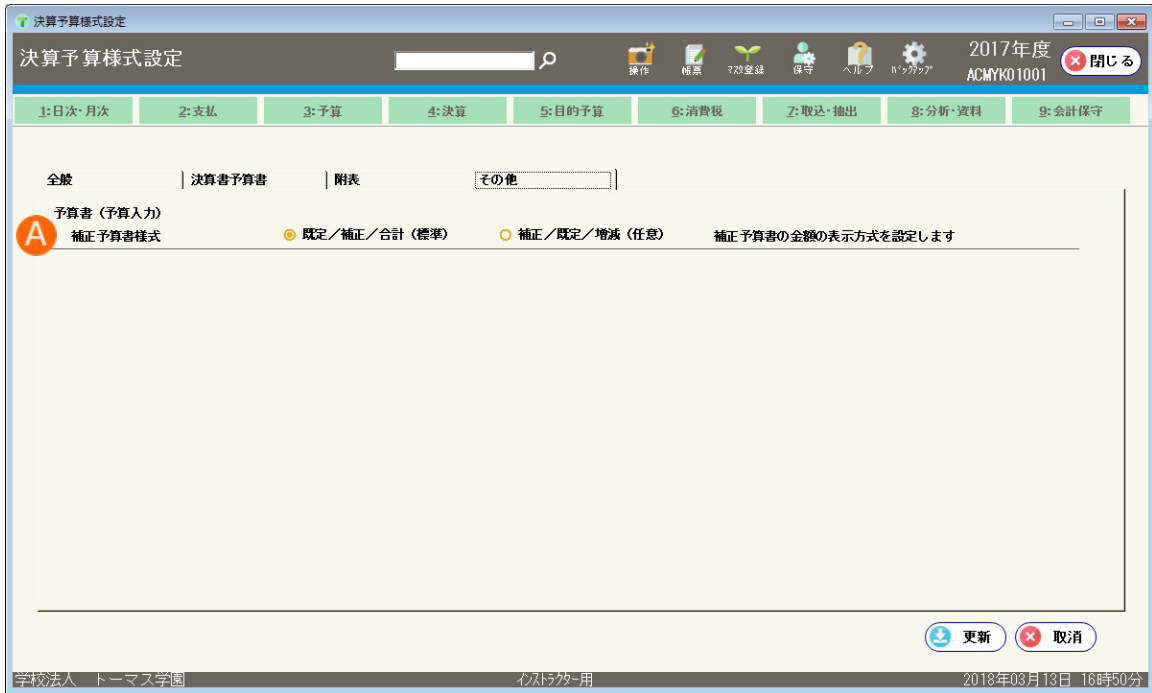 決算予算様式設定
決算予算様式設定
操作 帳票 ﾏｽﾀ登録 保守 ヘルプ ﾊﾞｯｸｱｯﾌﾟ 2017年度 ACMYK01001 閉じる
1:日次・月次 2:支払 3:予算 4:決算 5:目的予算 6:消費税 7:取込・抽出 8:分析・資料 9:会計保守
全般 決算書予算書 附表 その他
予算書（予算入力）
A 補正予算書様式 既定／補正／合計（標準） 補正／既定／増減（任意） 補正予算書の金額の表示方式を設定します
更新 取消
学校法人 トーマス学園 ｲﾝｽﾄﾗｸﾀｰ用 2018年03月13日 16時50分